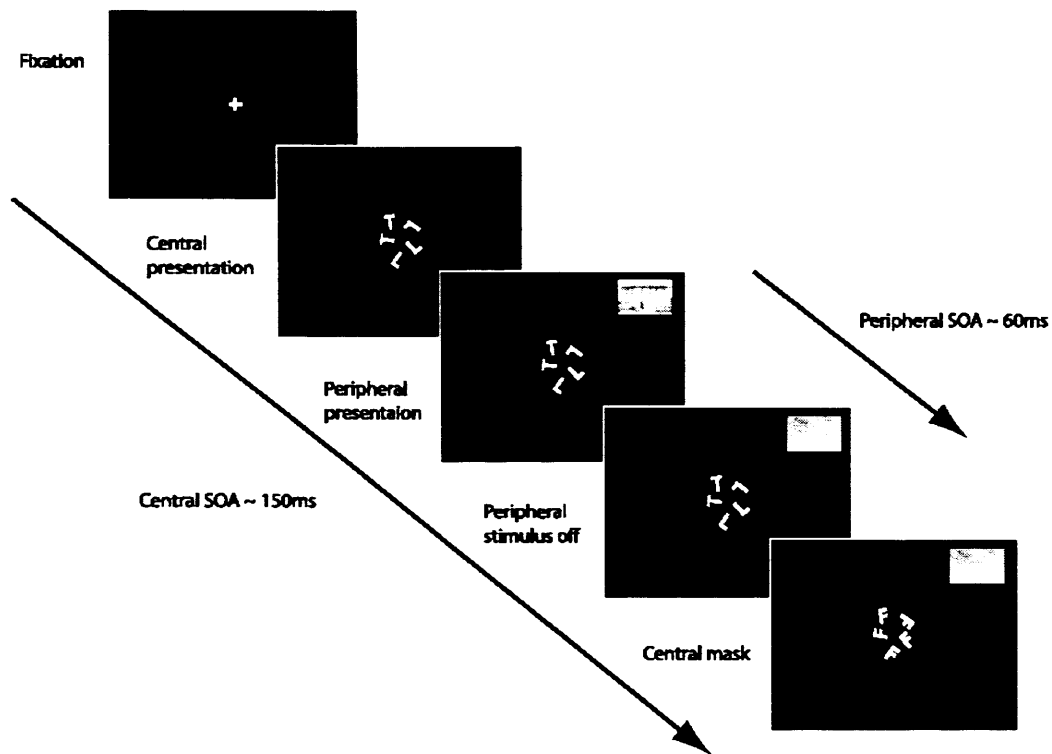 Fixation
Central
presentation
Peripheral SOA ~ 60ms
Peripheral
presentaion
Central SOA ~ 150ms
Peripheral
stimulus off
Central mask